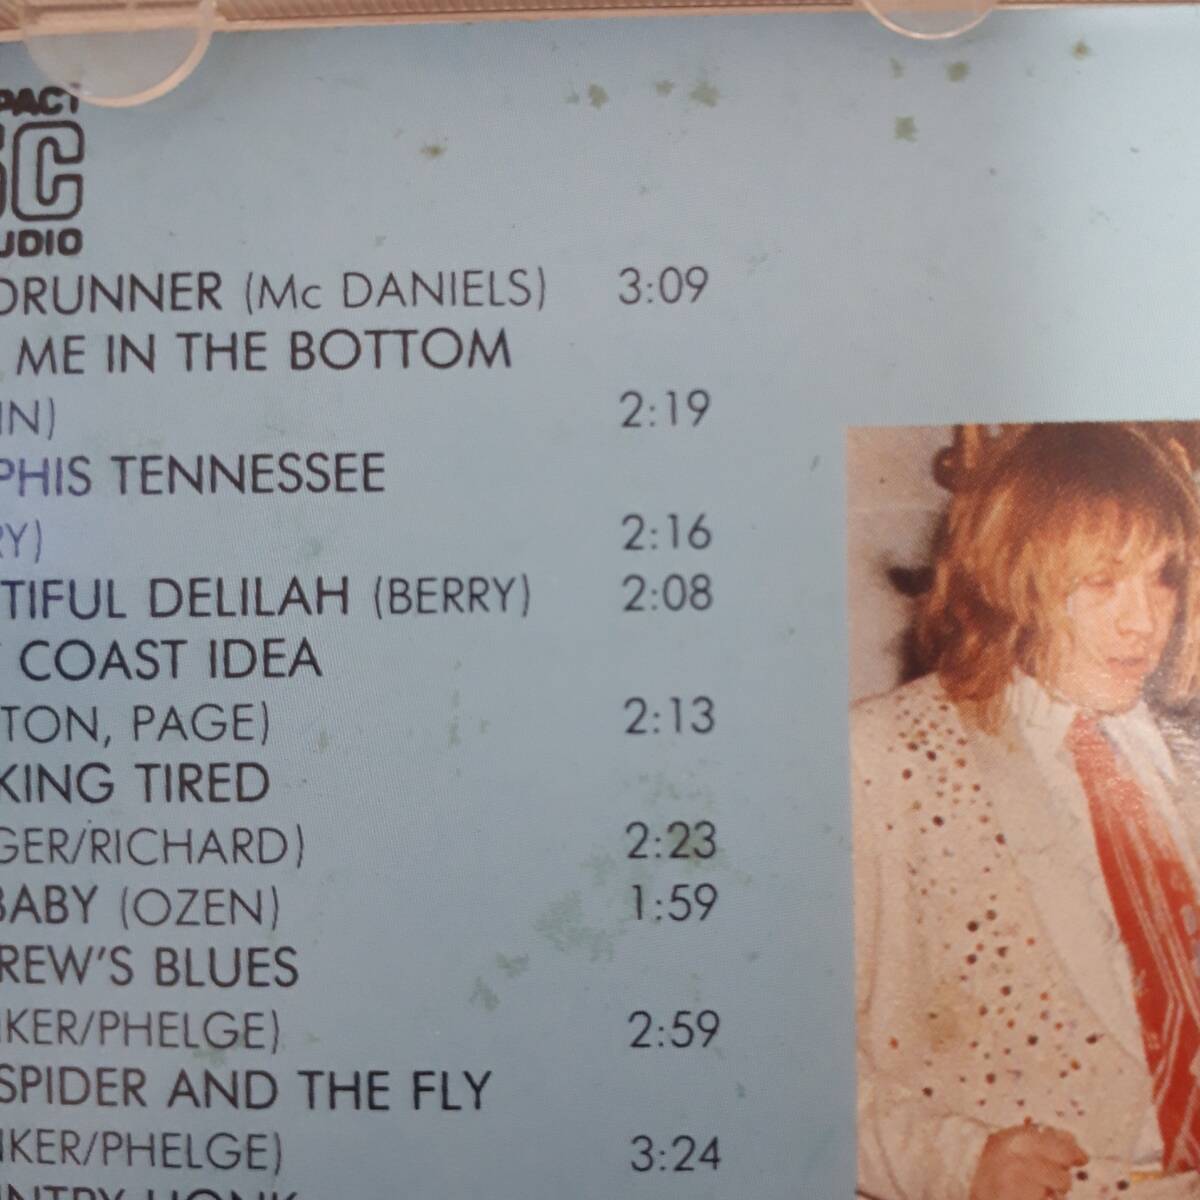 PACT
SC
UDIO
DRUNNER (Mc DANIELS) 3:09
ME IN THE BOTTOM
IN) 2:19
PHIS TENNESSEE
RY) 2:16
TIFUL DELILAH (BERRY) 2:08
COAST IDEA
TON, PAGE) 2:13
KING TIRED
GER/RICHARD) 2:23
BABY (OZEN) 1:59
REW'S BLUES
KER/PHELGE) 2:59
SPIDER AND THE FLY
KER/PHELGE) 3:24
NTRY HONK